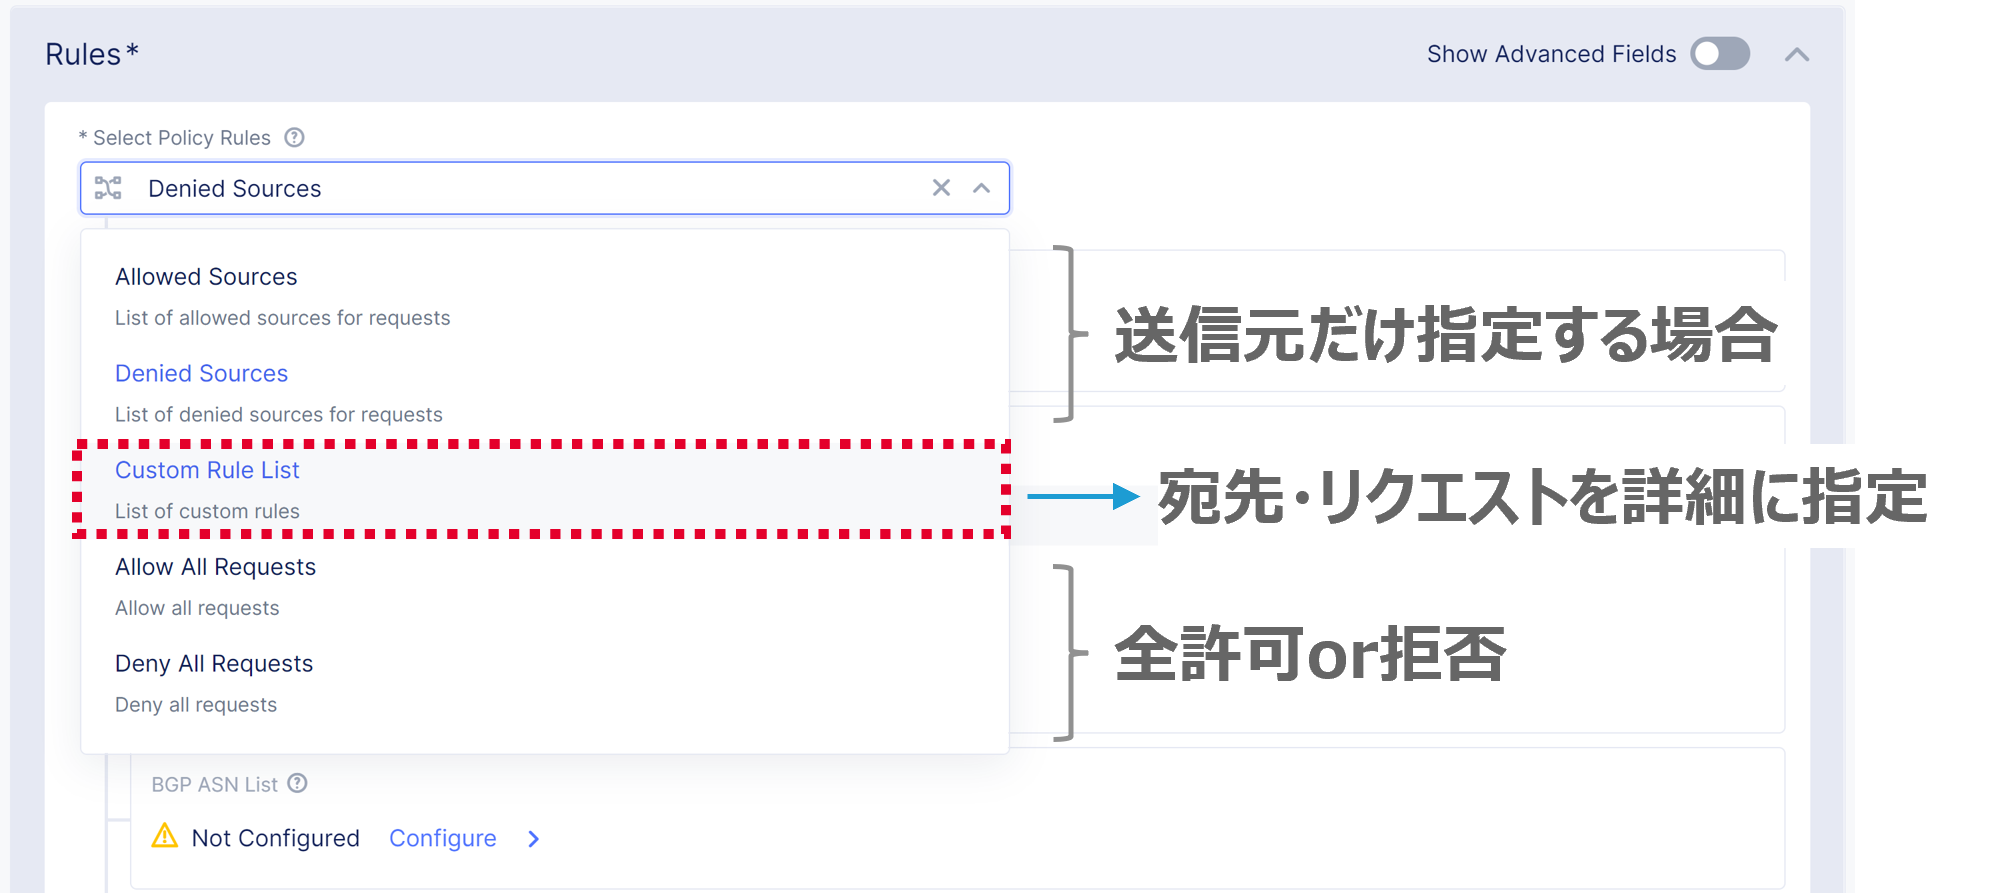 Rules*
Show Advanced Fields
* Select Policy Rules
Denied Sources
Allowed Sources
List of allowed sources for requests
Denied Sources
List of denied sources for requests
送信元だけ指定する場合
Custom Rule List
List of custom rules
宛先・リクエストを詳細に指定
Allow All Requests
Allow all requests
Deny All Requests
Deny all requests
全許可or拒否
BGP ASN List
Not Configured Configure